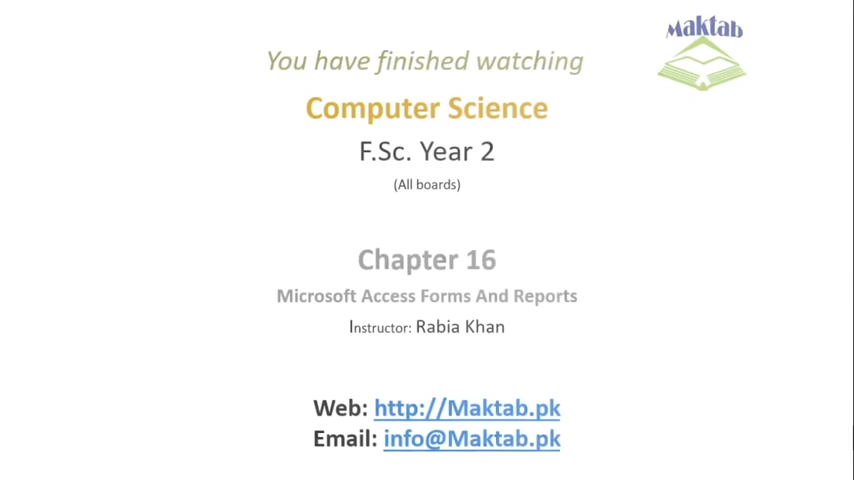 Maktab
You have finished watching
Computer Science
F.Sc. Year 2
(All boards)
Chapter 16
Microsoft Access Forms And Reports
Instructor: Rabia Khan
Web: http://Maktab.pk
Email: info@Maktab.pk